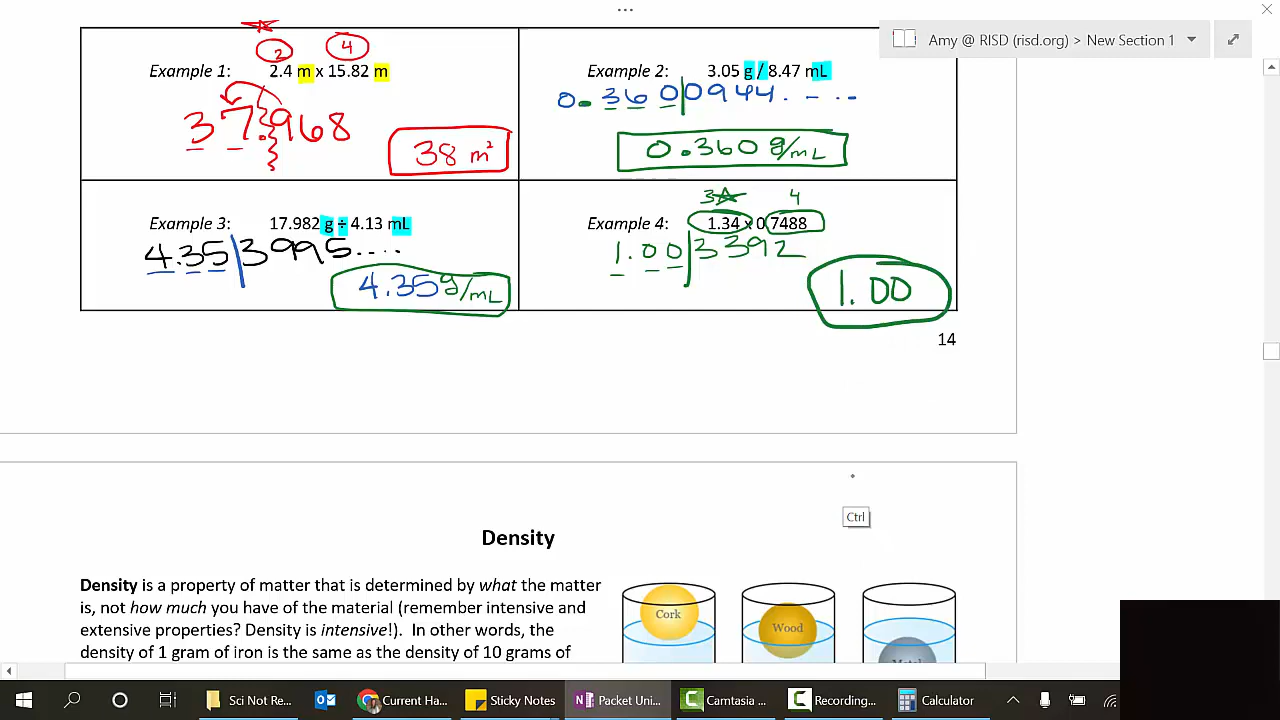 ...
Amy @ RISD (risd.org) > New Section 1
2 4
Example 1: 2.4 m x 15.82 m
37.968
38 m²
Example 2: 3.05 g / 8.47 mL
0.3600944. - - ..
0.360 g/mL
Example 3: 17.982 g ÷ 4.13 mL
4.35|3995....
4.35 g/mL
3 4
Example 4: 1.34 x 0.7488
1.00|3392
1.00
14
Ctrl
Density
Density is a property of matter that is determined by what the matter
is, not how much you have of the material (remember intensive and
extensive properties? Density is intensive!). In other words, the
density of 1 gram of iron is the same as the density of 10 grams of
Cork
Wood
Metal
Sci Not Re...
Current Ha...
Sticky Notes
Packet Uni...
Camtasia ...
Recording...
Calculator